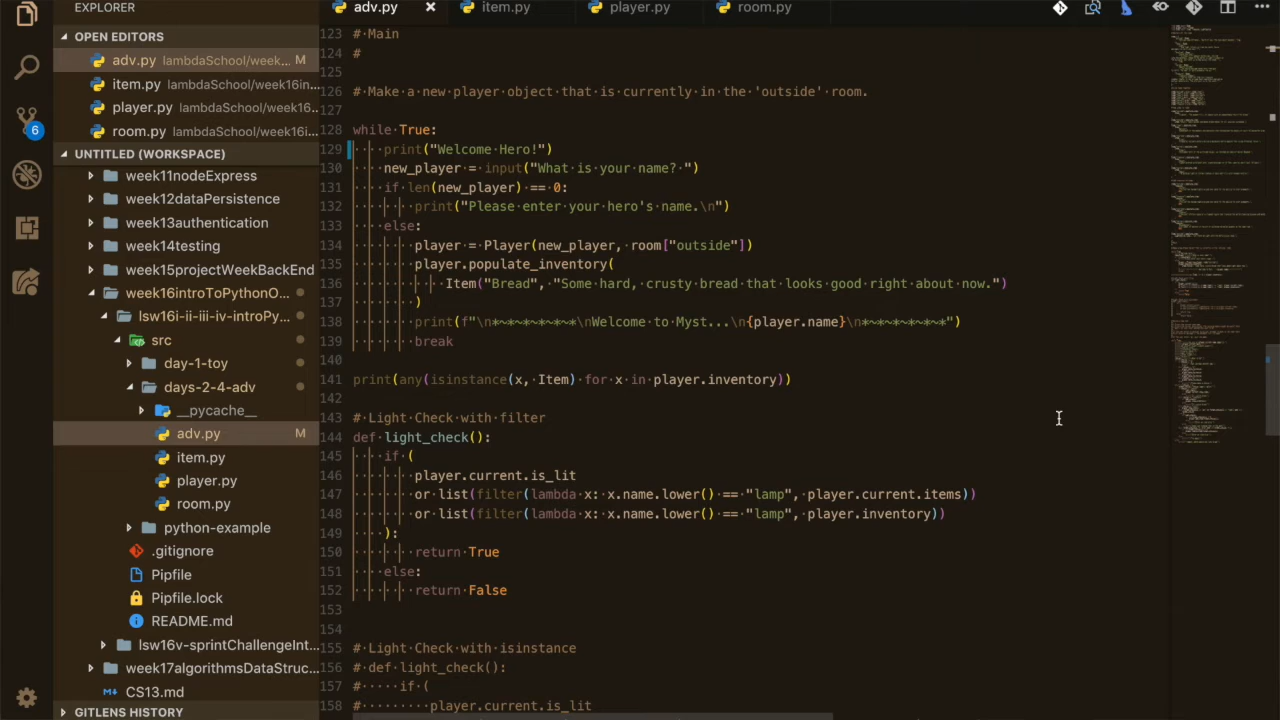 EXPLORER
OPEN EDITORS
adv.py lambdaSchool/week... M
item.py lambdaSchool/week16in...
player.py lambdaSchool/week16...
room.py lambdaSchool/week16i...
6
UNTITLED (WORKSPACE)
week11nodeExpress
week12dataPersistence
week13authentication
week14testing
week15projectWeekBackEnd
week16introToPythonO...
lsw16i-ii-iii-iv-introPy...
src
day-1-toy
days-2-4-adv
__pycache__
adv.py M
item.py
player.py
room.py
python-example
.gitignore
Pipfile
Pipfile.lock
README.md
lsw16v-sprintChallengeInt...
week17algorithmsDataStruc...
CS13.md
GITLENS HISTORY
adv.py item.py player.py room.py
123 # Main
124 #
125
126 # Make a new player object that is currently in the 'outside' room.
127
128 while True:
129 print("Welcome Hero!")
130 new_player = input("What is your name? ")
131 if len(new_player) == 0:
132 print("Please enter your hero's name.\n")
133 else:
134 player = Player(new_player, room["outside"])
135 player.populate_inventory(
136 Item("Bread", "Some hard, crusty bread that looks good right about now.")
137 )
138 print(f"\n*~*~*~*~*~*~*\nWelcome to Myst...\n{player.name}\n*~*~*~*~*~*~*")
139 break
140
141 print(any(isinstance(x, Item) for x in player.inventory))
142
143 # Light Check with filter
144 def light_check():
145 if (
146 player.current.is_lit
147 or list(filter(lambda x: x.name.lower() == "lamp", player.current.items))
148 or list(filter(lambda x: x.name.lower() == "lamp", player.inventory))
149 ):
150 return True
151 else:
152 return False
153
154
155 # Light Check with isinstance
156 # def light_check():
157 # if (
158 # player.current.is_lit